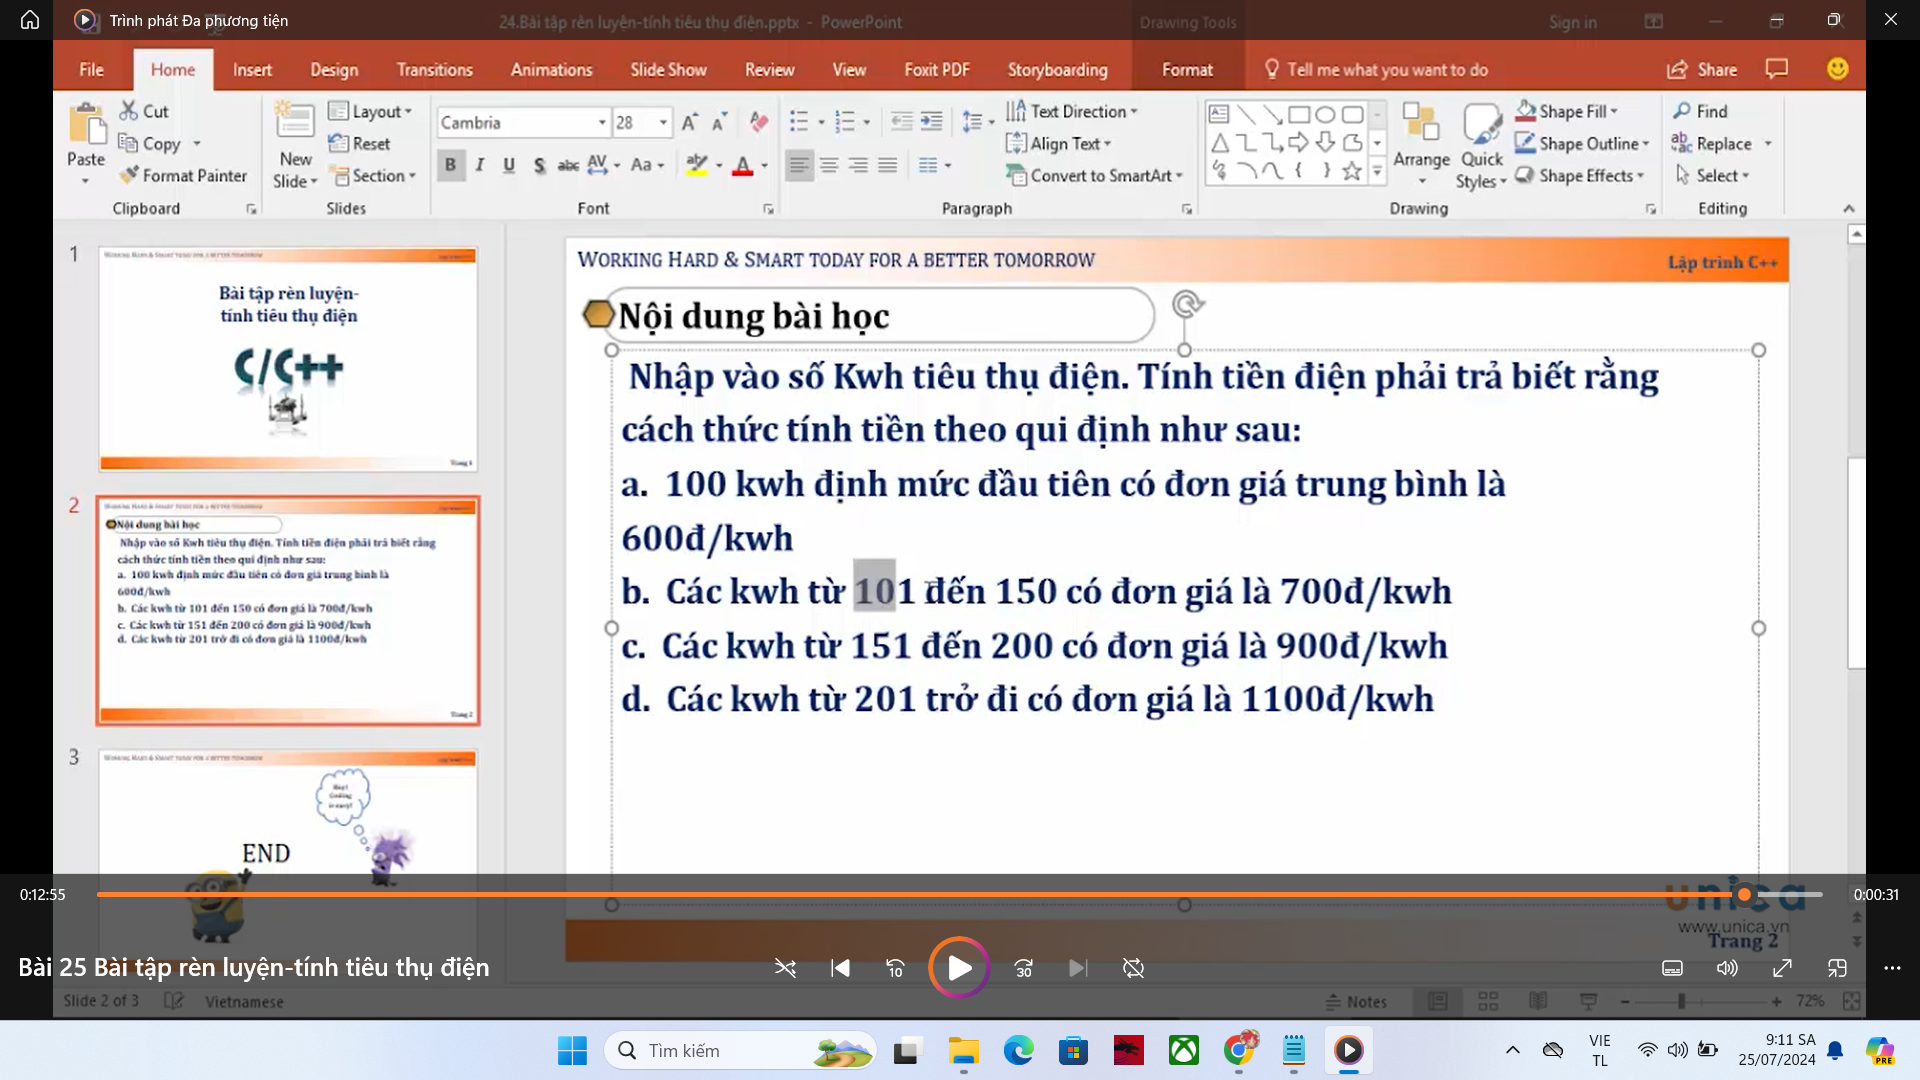 Trình phát Đa phương tiện
24.Bài tập rèn luyện-tính tiêu thụ điện.pptx - PowerPoint
Drawing Tools
Sign in
File
Home
Insert
Design
Transitions
Animations
Slide Show
Review
View
Foxit PDF
Storyboarding
Format
Tell me what you want to do
Share
Paste
Cut
Copy
Format Painter
Clipboard
New Slide
Layout
Reset
Section
Slides
Cambria
28
Font
Text Direction
Align Text
Convert to SmartArt
Paragraph
Arrange
Quick Styles
Shape Fill
Shape Outline
Shape Effects
Drawing
Find
Replace
Select
Editing
1
Bài tập rèn luyện-
tính tiêu thụ điện
C/C++
Trang 1
2
WORKING HARD & SMART TODAY FOR A BETTER TOMORROW
Nội dung bài học
Nhập vào số Kwh tiêu thụ điện. Tính tiền điện phải trả biết rằng
cách thức tính tiền theo qui định như sau:
a. 100 kwh định mức đầu tiên có đơn giá trung bình là
600đ/kwh
b. Các kwh từ 101 đến 150 có đơn giá là 700đ/kwh
c. Các kwh từ 151 đến 200 có đơn giá là 900đ/kwh
d. Các kwh từ 201 trở đi có đơn giá là 1100đ/kwh
Trang 2
3
END
WORKING HARD & SMART TODAY FOR A BETTER TOMORROW
Lập trình C++
Nội dung bài học
Nhập vào số Kwh tiêu thụ điện. Tính tiền điện phải trả biết rằng
cách thức tính tiền theo qui định như sau:
a. 100 kwh định mức đầu tiên có đơn giá trung bình là
600đ/kwh
b. Các kwh từ 101 đến 150 có đơn giá là 700đ/kwh
c. Các kwh từ 151 đến 200 có đơn giá là 900đ/kwh
d. Các kwh từ 201 trở đi có đơn giá là 1100đ/kwh
unica
www.unica.vn
Trang 2
0:12:55
0:00:31
Bài 25 Bài tập rèn luyện-tính tiêu thụ điện
10
30
Slide 2 of 3
Vietnamese
Notes
72%
Tìm kiếm
VIE
TL
9:11 SA
25/07/2024
PRE